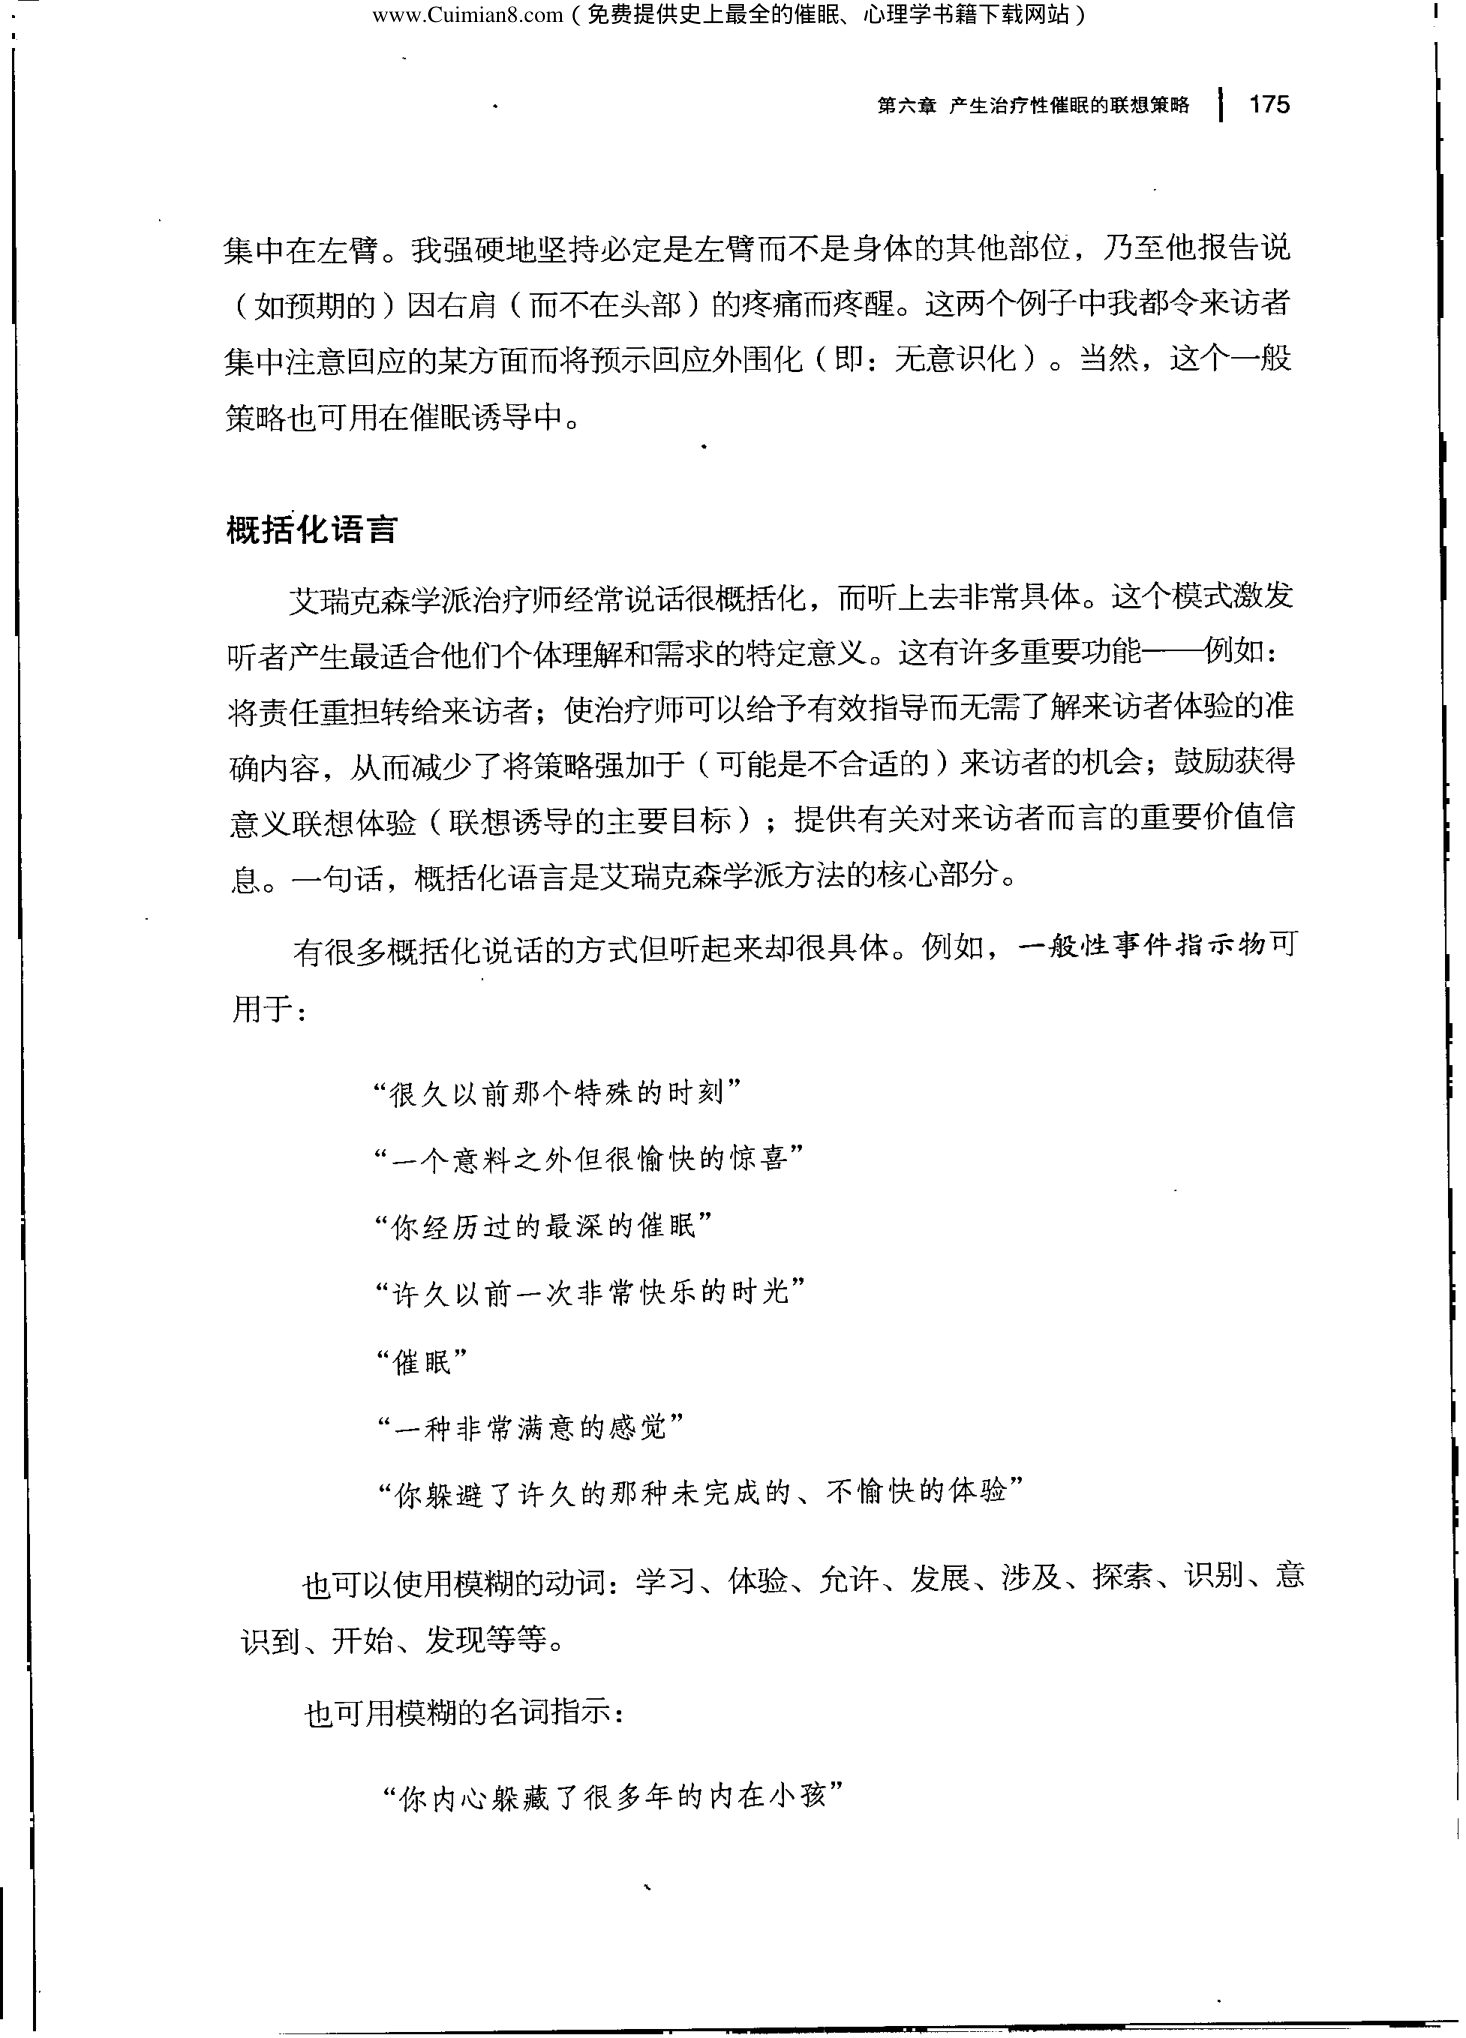 www.Cuimian8.com（免费提供史上最全的催眠、心理学书籍下载网站）
第六章 产生治疗性催眠的联想策略 | 175
集中在左臂。我强硬地坚持必定是左臂而不是身体的其他部位，乃至他报告说
（如预期的）因右肩（而不在头部）的疼痛而疼醒。这两个例子中我都令来访者
集中注意回应的某方面而将预示回应外围化（即：无意识化）。当然，这个一般
策略也可用在催眠诱导中。
概括化语言
艾瑞克森学派治疗师经常说话很概括化，而听上去非常具体。这个模式激发
听者产生最适合他们个体理解和需求的特定意义。这有许多重要功能——例如：
将责任重担转给来访者；使治疗师可以给予有效指导而无需了解来访者体验的准
确内容，从而减少了将策略强加于（可能是不合适的）来访者的机会；鼓励获得
意义联想体验（联想诱导的主要目标）；提供有关对来访者而言的重要价值信
息。一句话，概括化语言是艾瑞克森学派方法的核心部分。
有很多概括化说话的方式但听起来却很具体。例如，一般性事件指示物可
用于：
“很久以前那个特殊的时刻”
“一个意料之外但很愉快的惊喜”
“你经历过的最深的催眠”
“许久以前一次非常快乐的时光”
“催眠”
“一种非常满意的感觉”
“你躲避了许久的那种未完成的、不愉快的体验”
也可以使用模糊的动词：学习、体验、允许、发展、涉及、探索、识别、意
识到、开始、发现等等。
也可用模糊的名词指示：
“你内心躲藏了很多年的内在小孩”